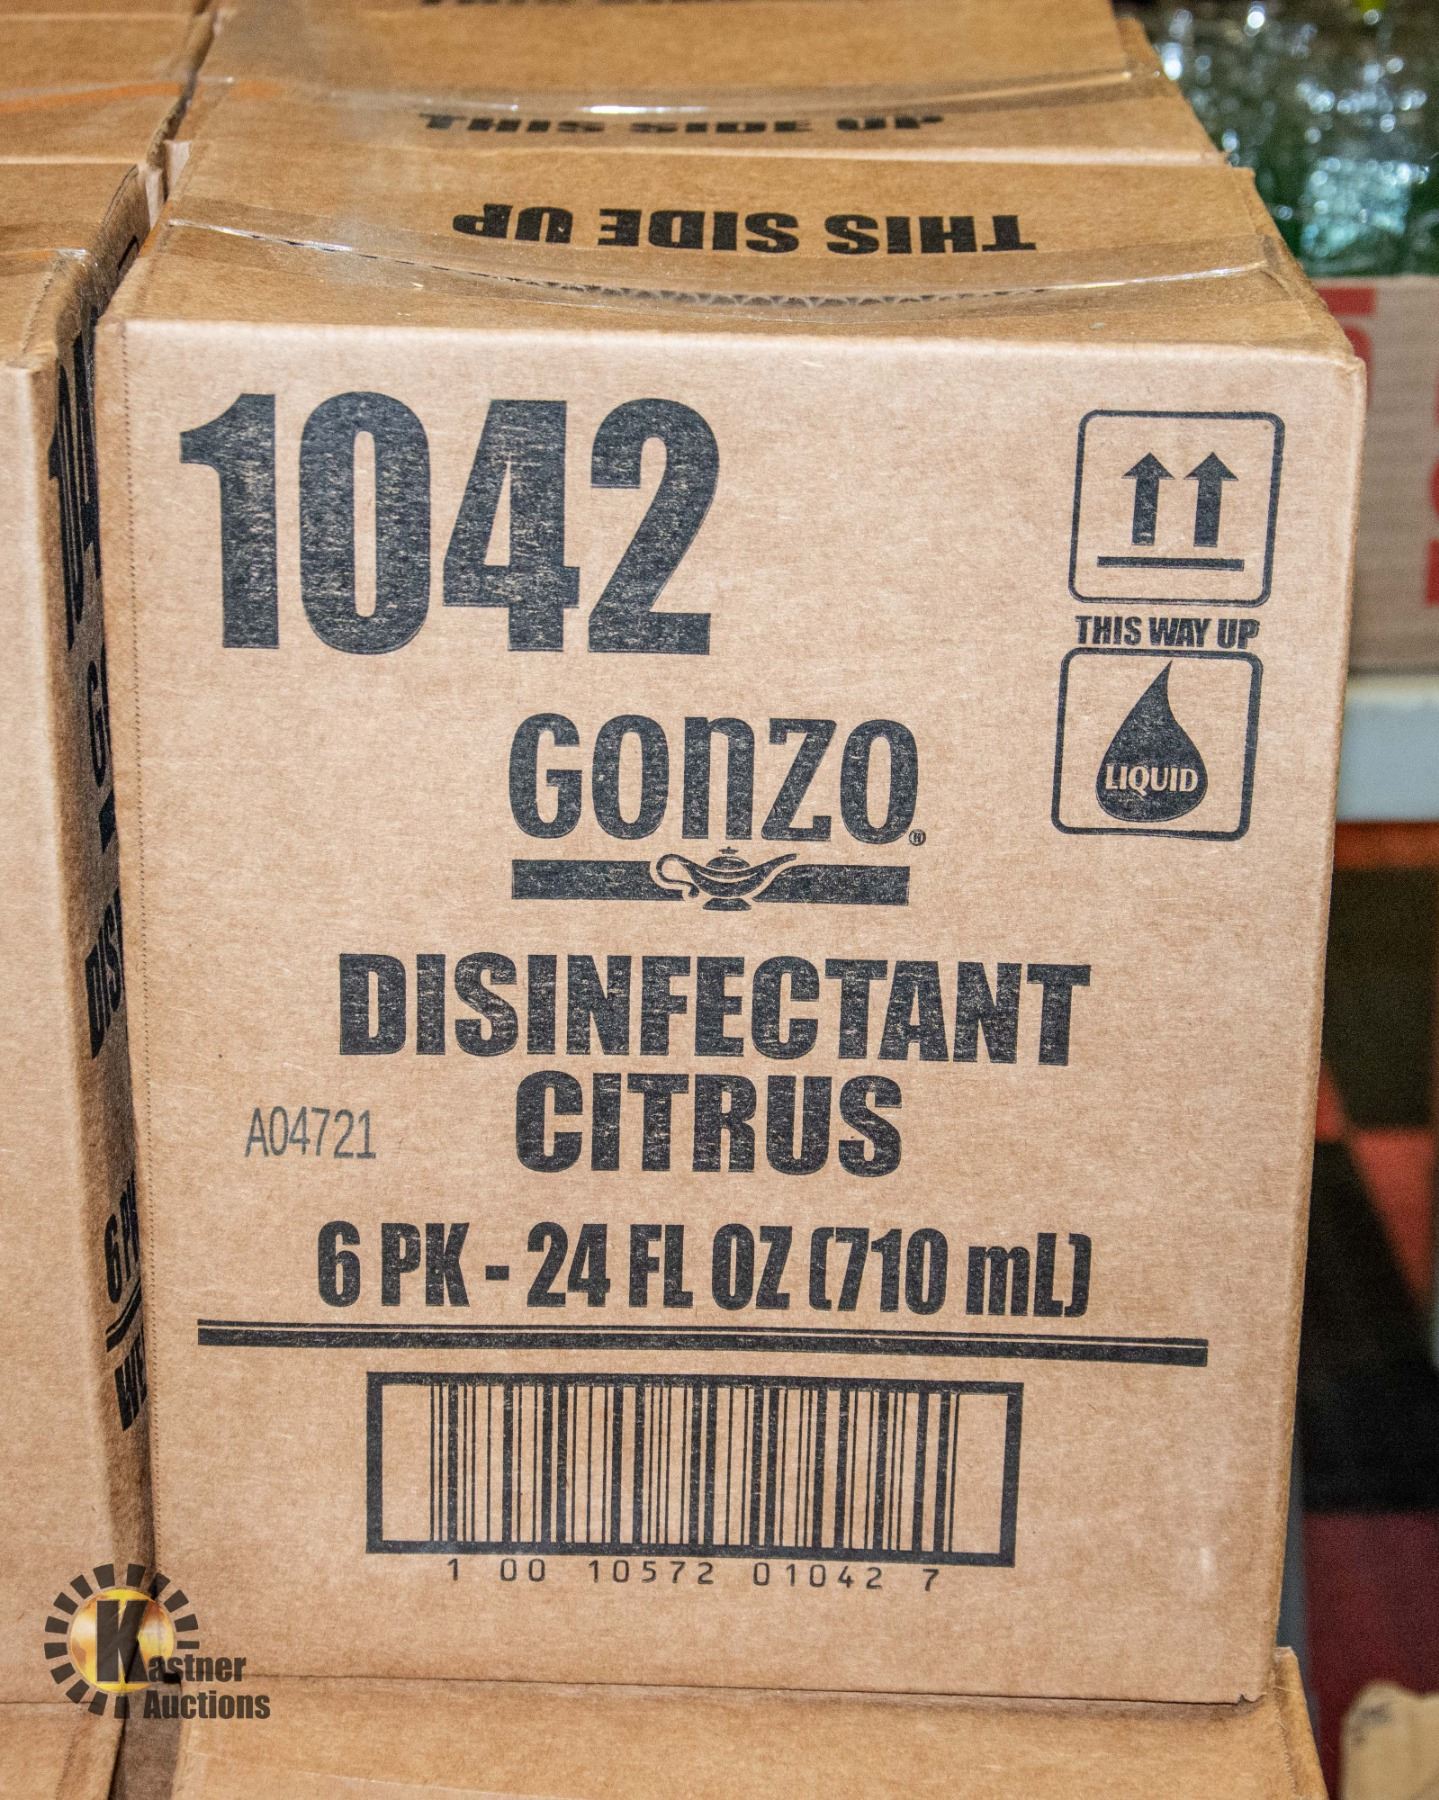 THIS SIDE UP
THIS SIDE UP
1042
THIS WAY UP
LIQUID
GONZO®
DISINFECTANT
CITRUS
A04721
6 PK - 24 FL OZ (710 mL)
1 00 10572 01042 7
Kastner
Auctions